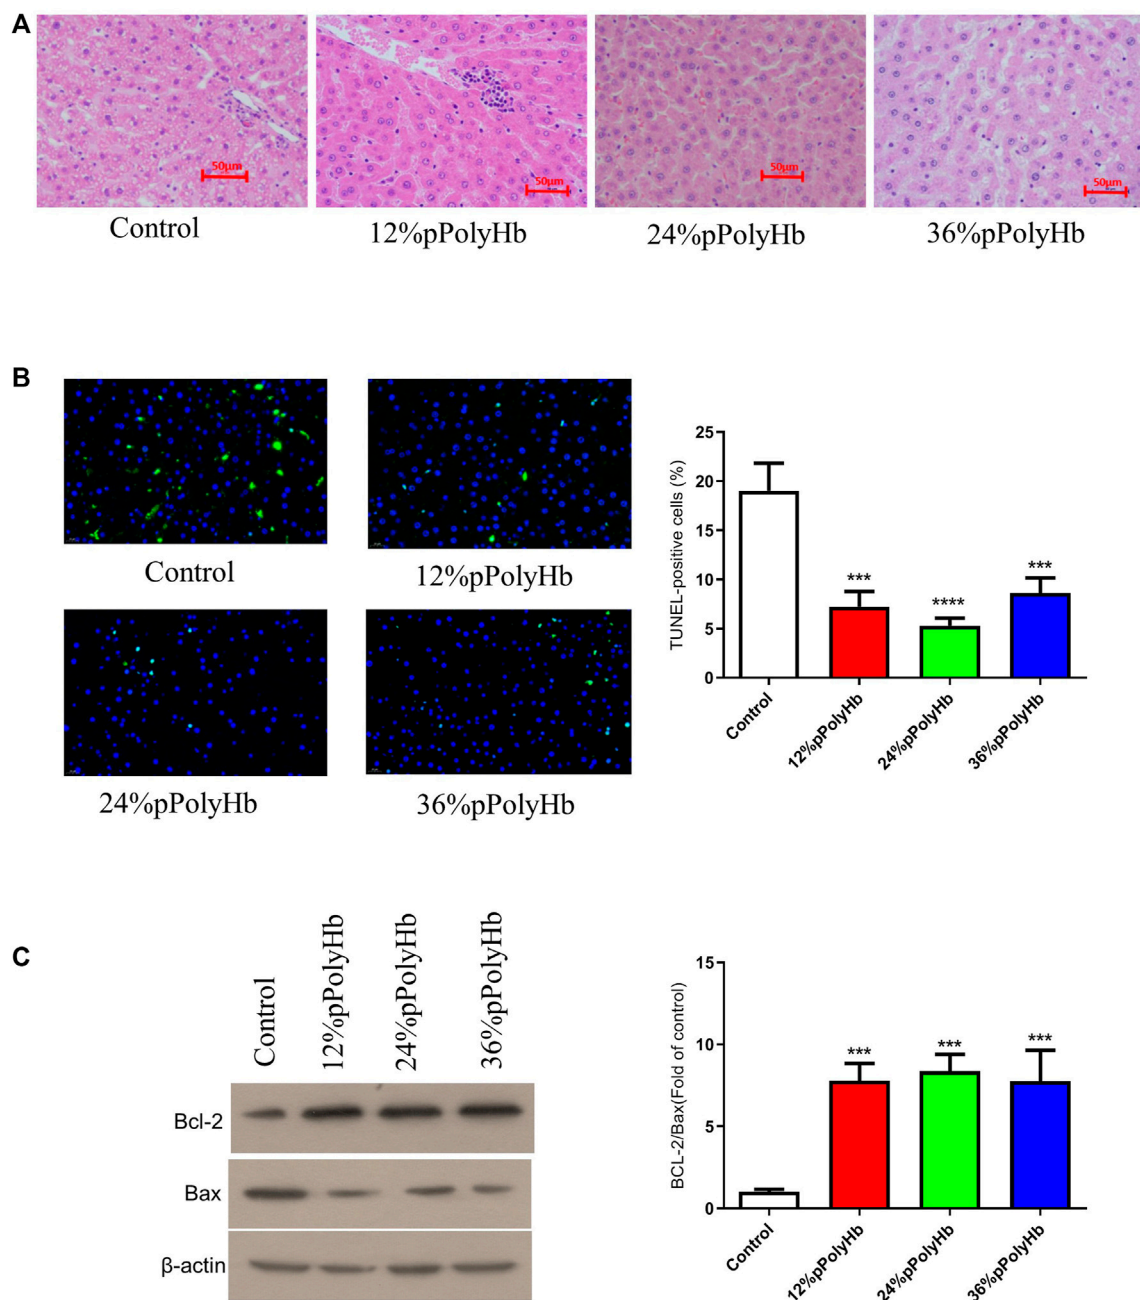 A
50μm
50μm
50μm
50μm
Control
12%pPolyHb
24%pPolyHb
36%pPolyHb
B
Control
12%pPolyHb
24%pPolyHb
36%pPolyHb
TUNEL-positive cells (%)
25
20
15
10
5
0
***
****
***
Control
12%pPolyHb
24%pPolyHb
36%pPolyHb
C
Control
12%pPolyHb
24%pPolyHb
36%pPolyHb
Bcl-2
Bax
β-actin
BCL-2/Bax(Fold of control)
15
10
5
0
***
***
***
Control
12%pPolyHb
24%pPolyHb
36%pPolyHb